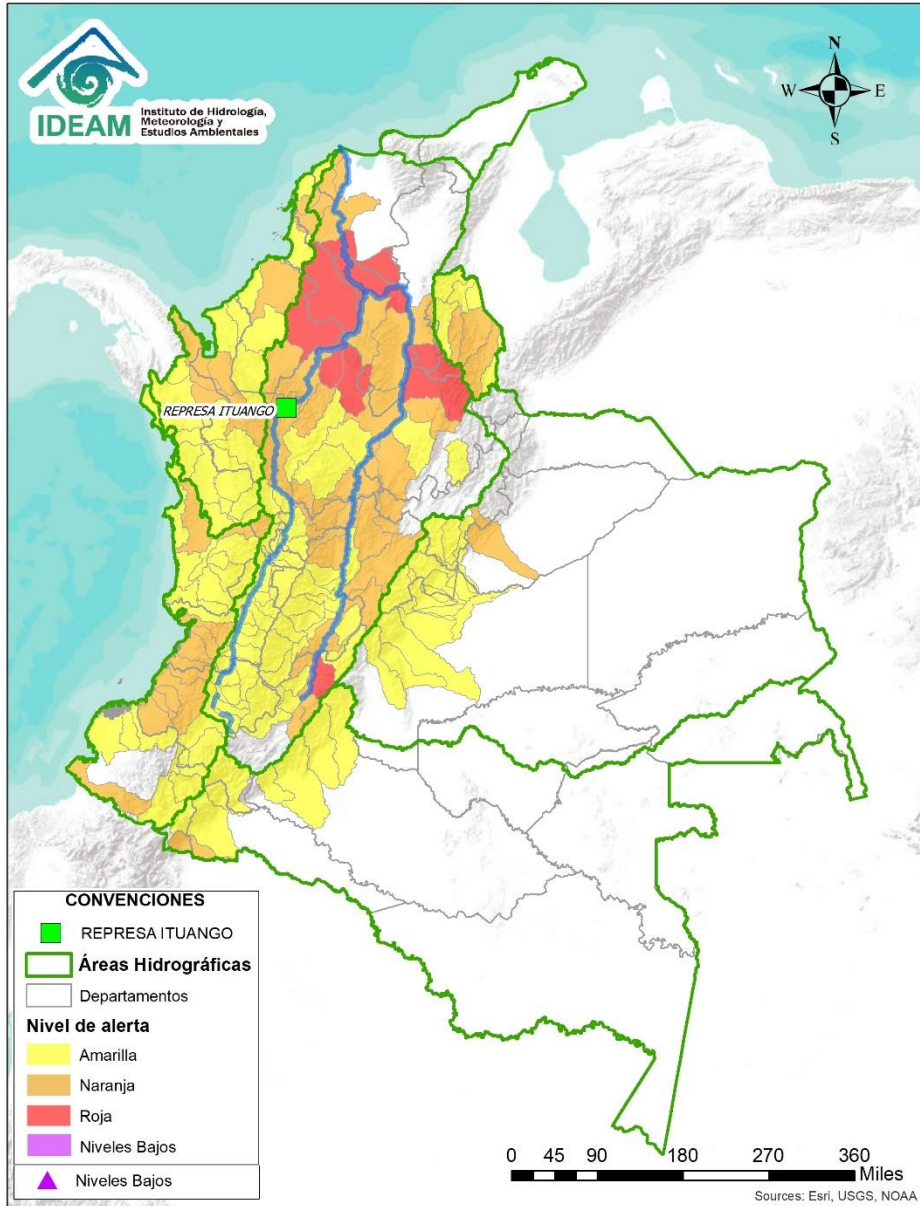 IDEAM
Instituto de Hidrología,
Meteorología y
Estudios Ambientales
N
W
E
S
REPRESA ITUANGO
CONVENCIONES
REPRESA ITUANGO
Áreas Hidrográficas
Departamentos
Nivel de alerta
Amarilla
Naranja
Roja
Niveles Bajos
Niveles Bajos
0 45 90 180 270 360
Miles
Sources: Esri, USGS, NOAA